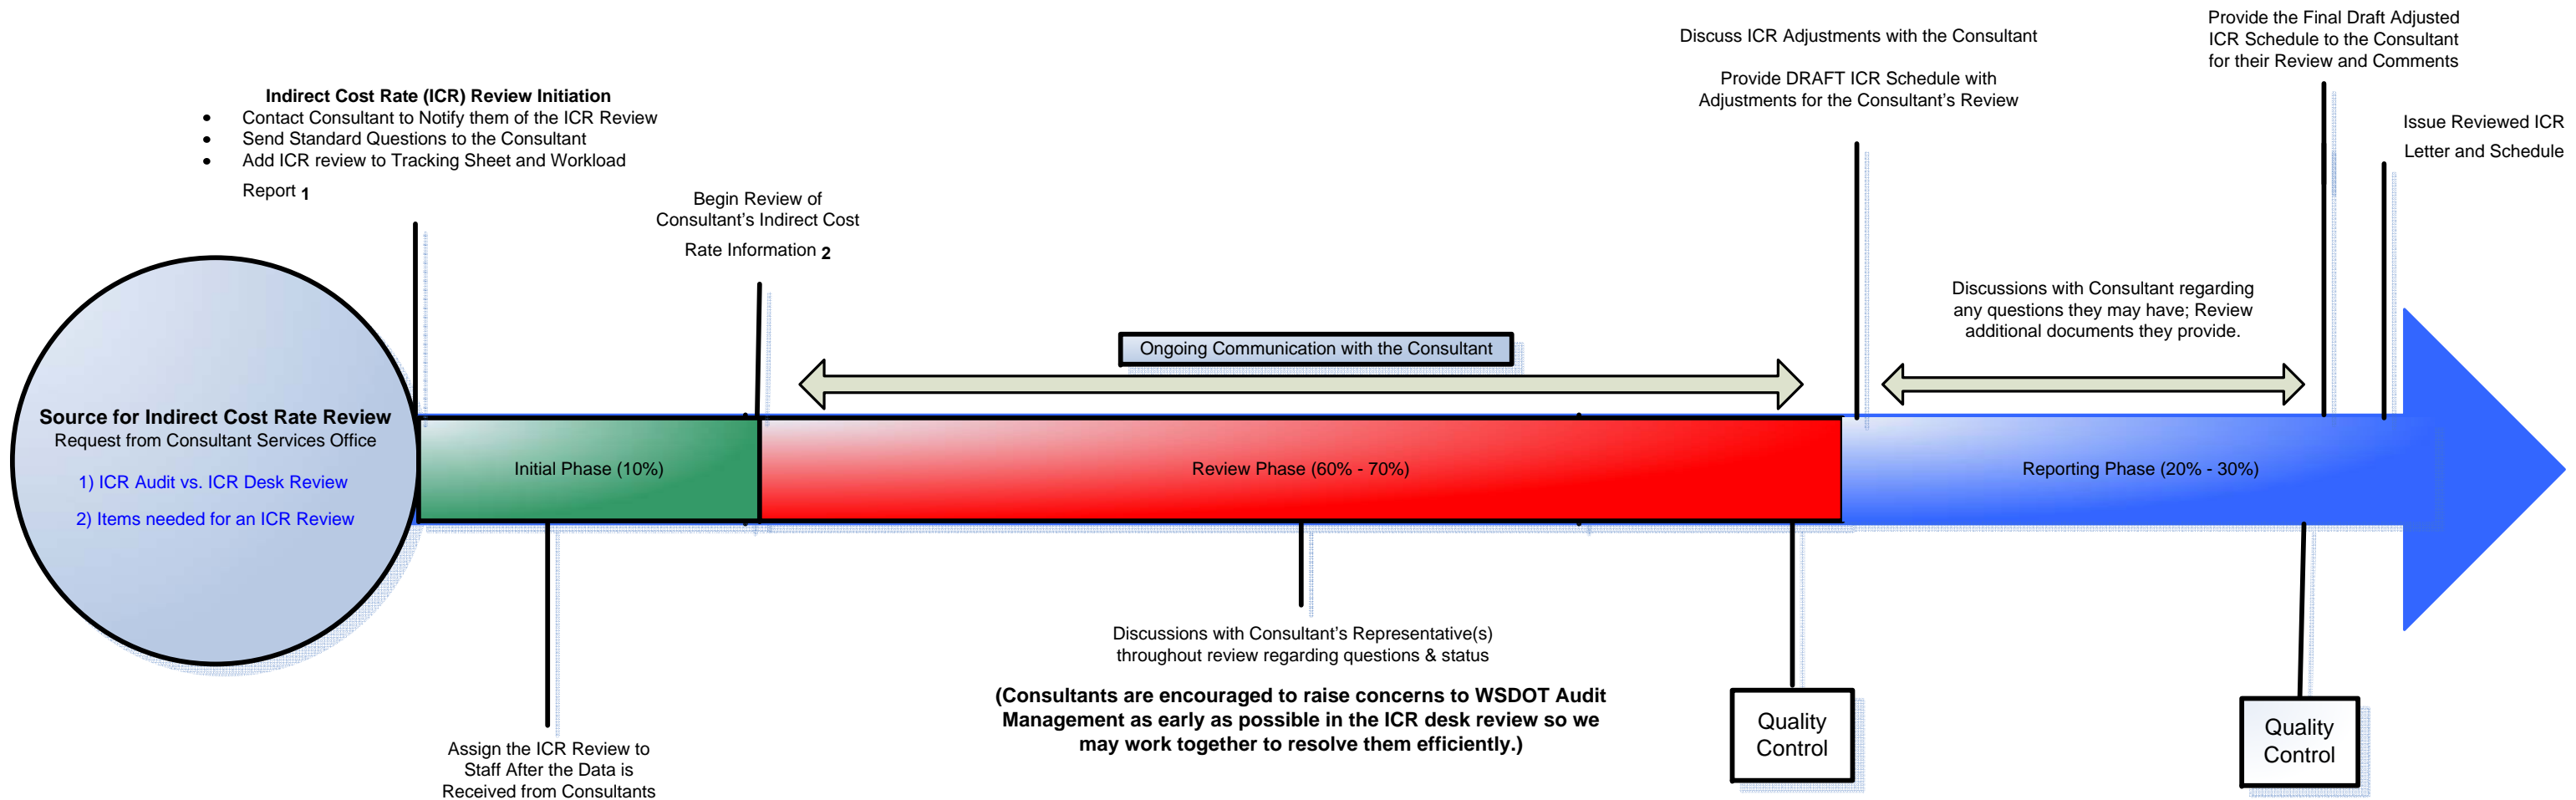 Indirect Cost Rate (ICR) Review Initiation
• Contact Consultant to Notify them of the ICR Review
• Send Standard Questions to the Consultant
• Add ICR review to Tracking Sheet and Workload
Report 1
Begin Review of
Consultant’s Indirect Cost
Rate Information 2
Discuss ICR Adjustments with the Consultant
Provide DRAFT ICR Schedule with
Adjustments for the Consultant’s Review
Provide the Final Draft Adjusted
ICR Schedule to the Consultant
for their Review and Comments
Issue Reviewed ICR
Letter and Schedule
Ongoing Communication with the Consultant
Discussions with Consultant regarding
any questions they may have; Review
additional documents they provide.
Source for Indirect Cost Rate Review
Request from Consultant Services Office
1) ICR Audit vs. ICR Desk Review
2) Items needed for an ICR Review
Initial Phase (10%)
Review Phase (60% - 70%)
Reporting Phase (20% - 30%)
Assign the ICR Review to
Staff After the Data is
Received from Consultants
Discussions with Consultant’s Representative(s)
throughout review regarding questions & status
(Consultants are encouraged to raise concerns to WSDOT Audit
Management as early as possible in the ICR desk review so we
may work together to resolve them efficiently.)
Quality
Control
Quality
Control